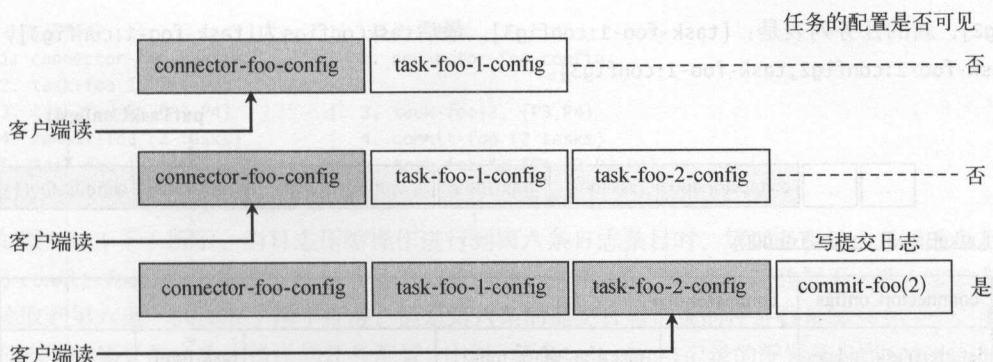 任务的配置是否可见
connector-foo-config task-foo-1-config 否
客户端读
connector-foo-config task-foo-1-config task-foo-2-config 否
客户端读
写提交日志
connector-foo-config task-foo-1-config task-foo-2-config commit-foo(2) 是
客户端读